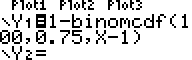 Plot1 Plot2 Plot3
\Y₁=1-binomcdf(1
00,0.75,X-1)
\Y₂=